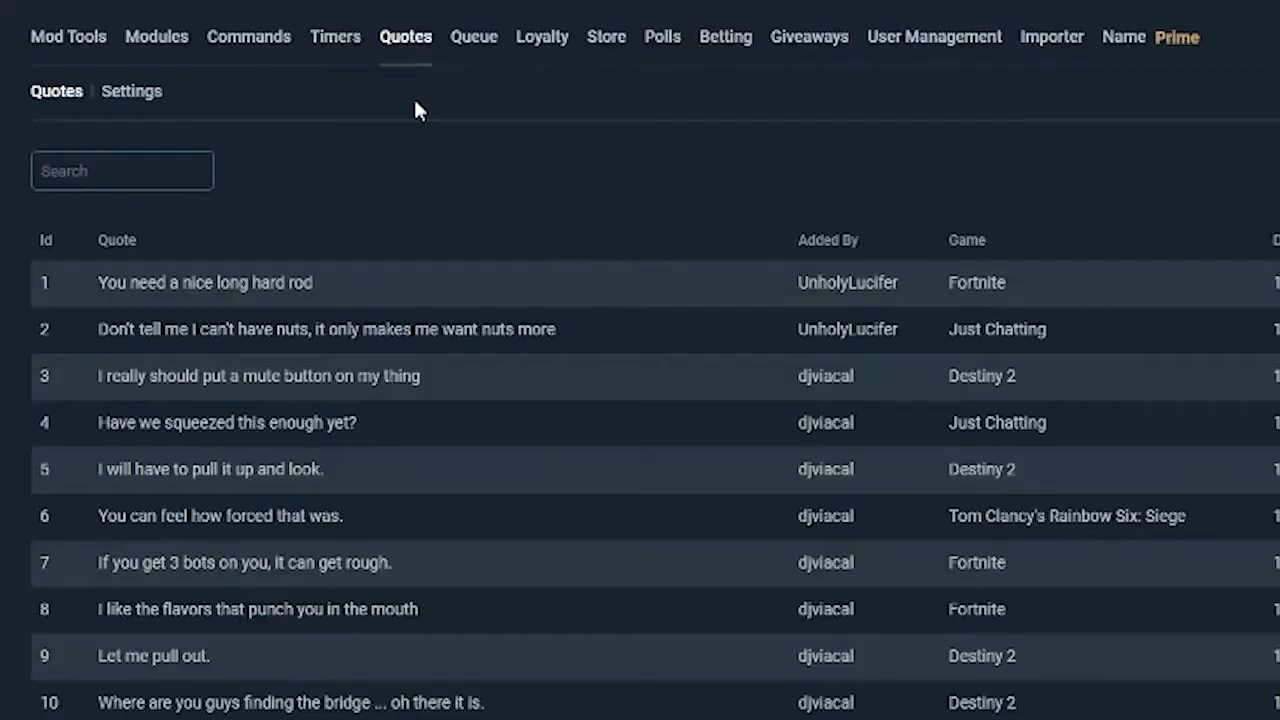 Mod Tools Modules Commands Timers Quotes Queue Loyalty Store Polls Betting Giveaways User Management Importer Name Prime
Quotes Settings
Search
Id Quote Added By Game
1 You need a nice long hard rod UnholyLucifer Fortnite
2 Don't tell me I can't have nuts, it only makes me want nuts more UnholyLucifer Just Chatting
3 I really should put a mute button on my thing djviacal Destiny 2
4 Have we squeezed this enough yet? djviacal Just Chatting
5 I will have to pull it up and look. djviacal Destiny 2
6 You can feel how forced that was. djviacal Tom Clancy's Rainbow Six: Siege
7 If you get 3 bots on you, it can get rough. djviacal Fortnite
8 I like the flavors that punch you in the mouth djviacal Fortnite
9 Let me pull out. djviacal Destiny 2
10 Where are you guys finding the bridge ... oh there it is. djviacal Destiny 2